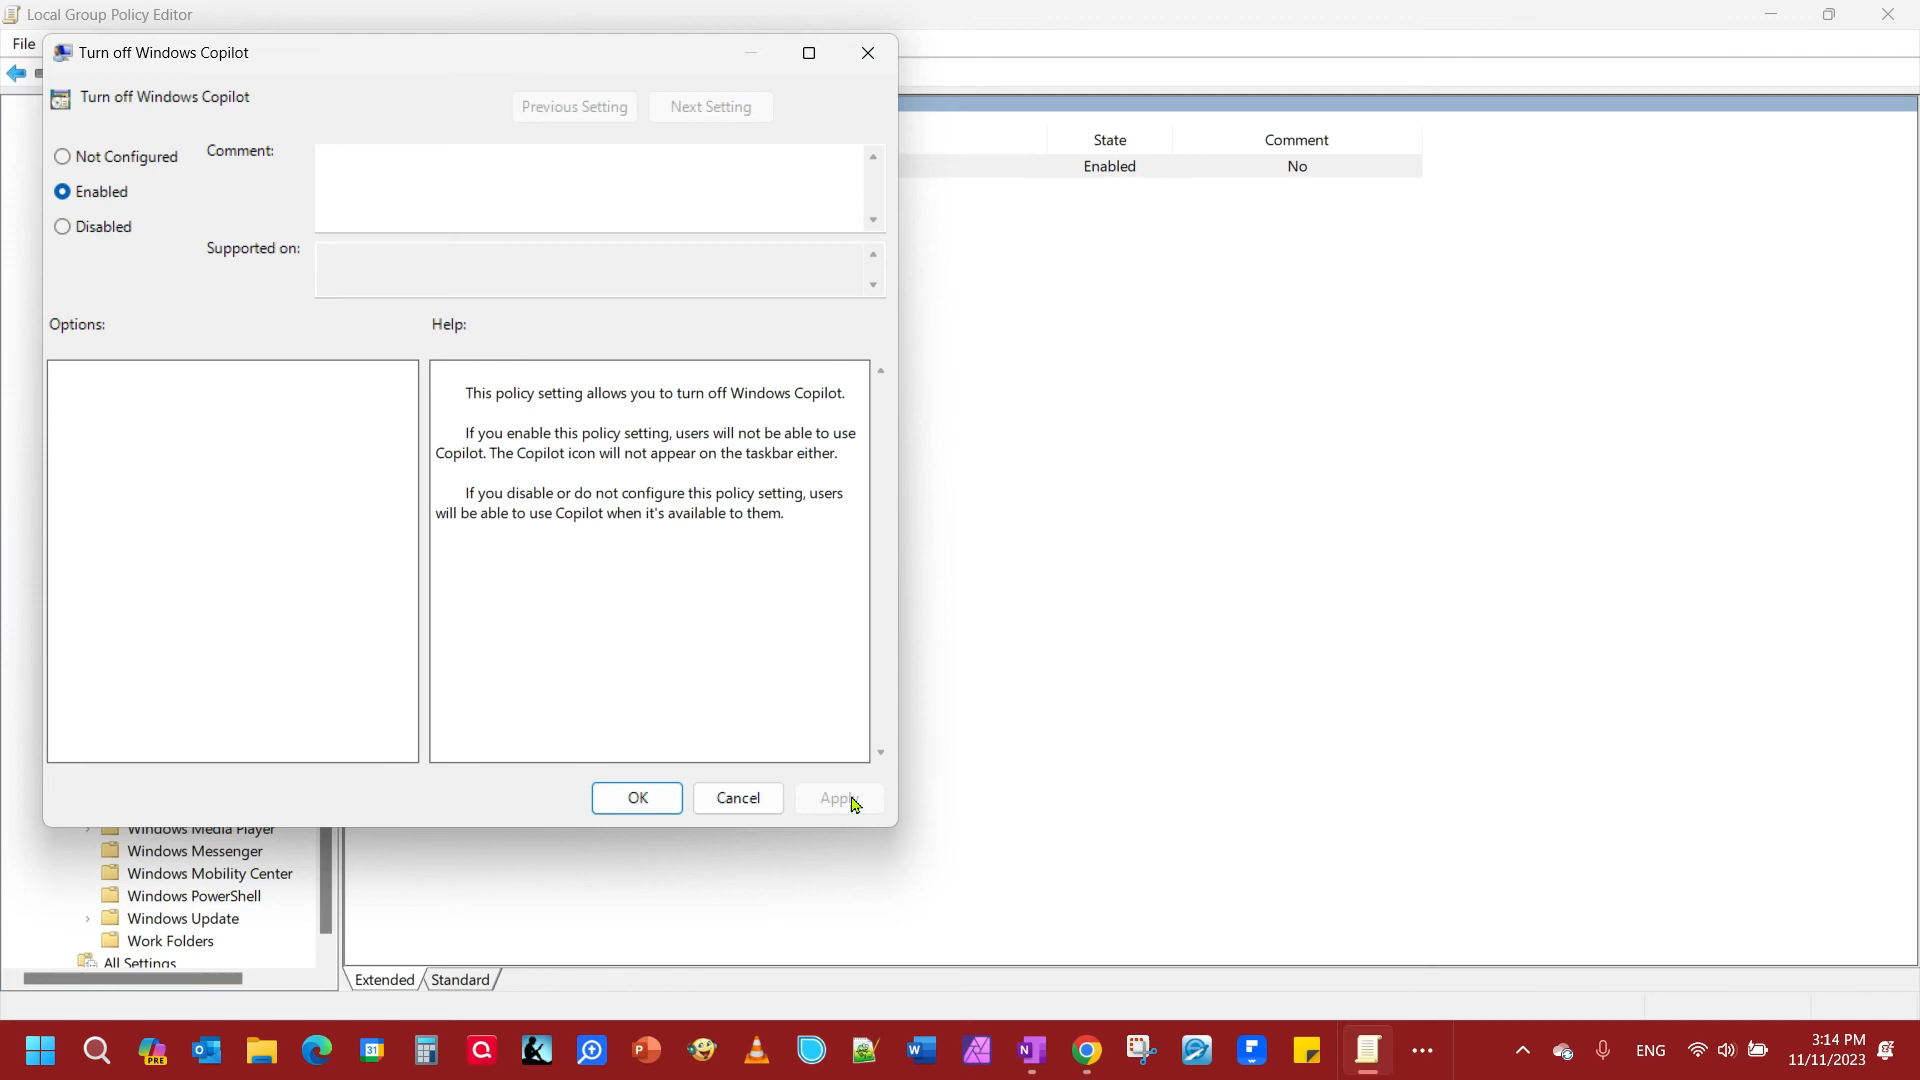 Local Group Policy Editor
File
Turn off Windows Copilot
Turn off Windows Copilot
Previous Setting
Next Setting
Not Configured
Enabled
Disabled
Comment:
Supported on:
Options:
Help:
This policy setting allows you to turn off Windows Copilot.
If you enable this policy setting, users will not be able to use
Copilot. The Copilot icon will not appear on the taskbar either.
If you disable or do not configure this policy setting, users
will be able to use Copilot when it's available to them.
OK
Cancel
Apply
State
Comment
Enabled
No
Windows Media Player
Windows Messenger
Windows Mobility Center
Windows PowerShell
Windows Update
Work Folders
All Settings
Extended
Standard
PRE
31
ENG
3:14 PM
11/11/2023